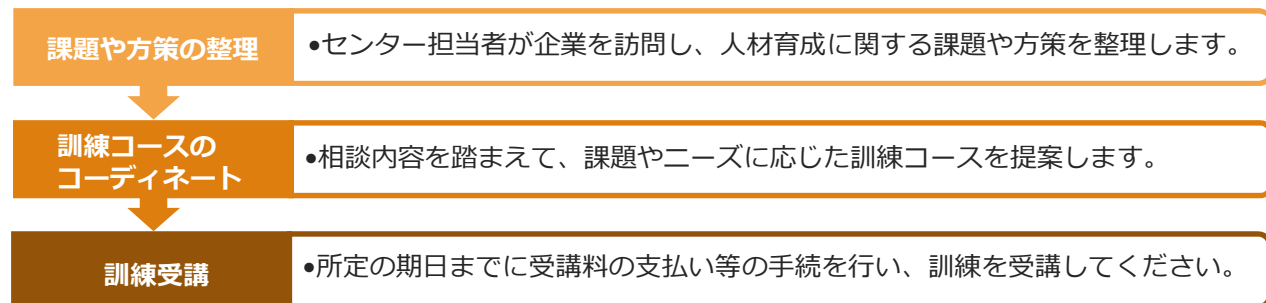 課題や方策の整理
•センター担当者が企業を訪問し、人材育成に関する課題や方策を整理します。
訓練コースの
コーディネート
•相談内容を踏まえて、課題やニーズに応じた訓練コースを提案します。
訓練受講
•所定の期日までに受講料の支払い等の手続を行い、訓練を受講してください。